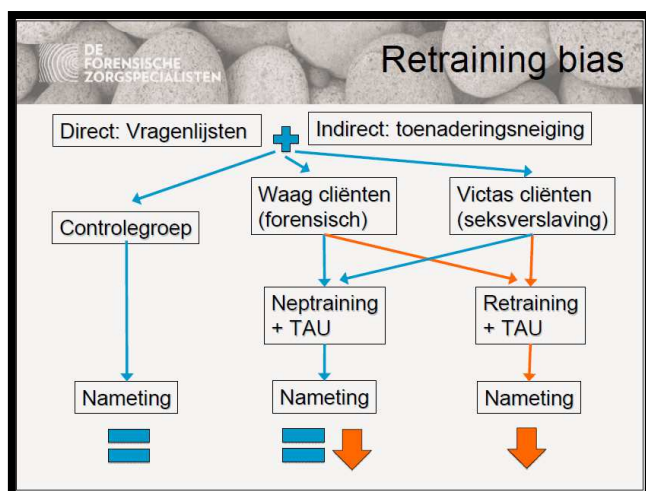 DE
FORENSISCHE
ZORGSPECIALISTEN
Retraining bias
Direct: Vragenlijsten
Indirect: toenaderingsneiging
Controlegroep
Waag cliënten
(forensisch)
Victas cliënten
(seksverslaving)
Neptraining
+ TAU
Retraining
+ TAU
Nameting
Nameting
Nameting